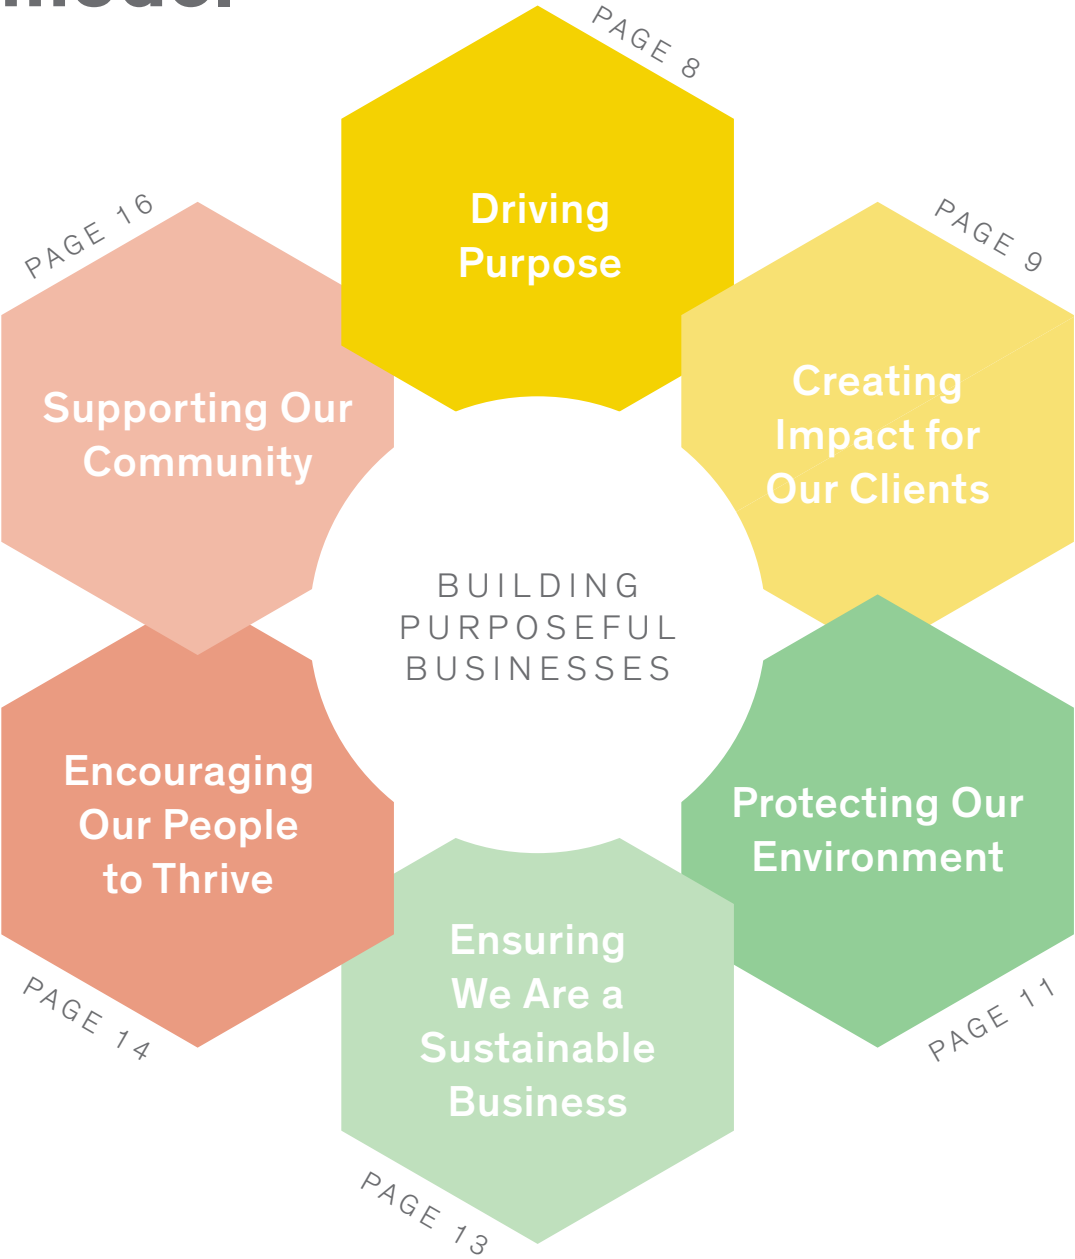 PAGE 8
Driving
Purpose
PAGE 9
Creating
Impact for
Our Clients
PAGE 16
Supporting Our
Community
BUILDING
PURPOSEFUL
BUSINESSES
Encouraging
Our People
to Thrive
PAGE 14
Protecting Our
Environment
PAGE 11
Ensuring
We Are a
Sustainable
Business
PAGE 13